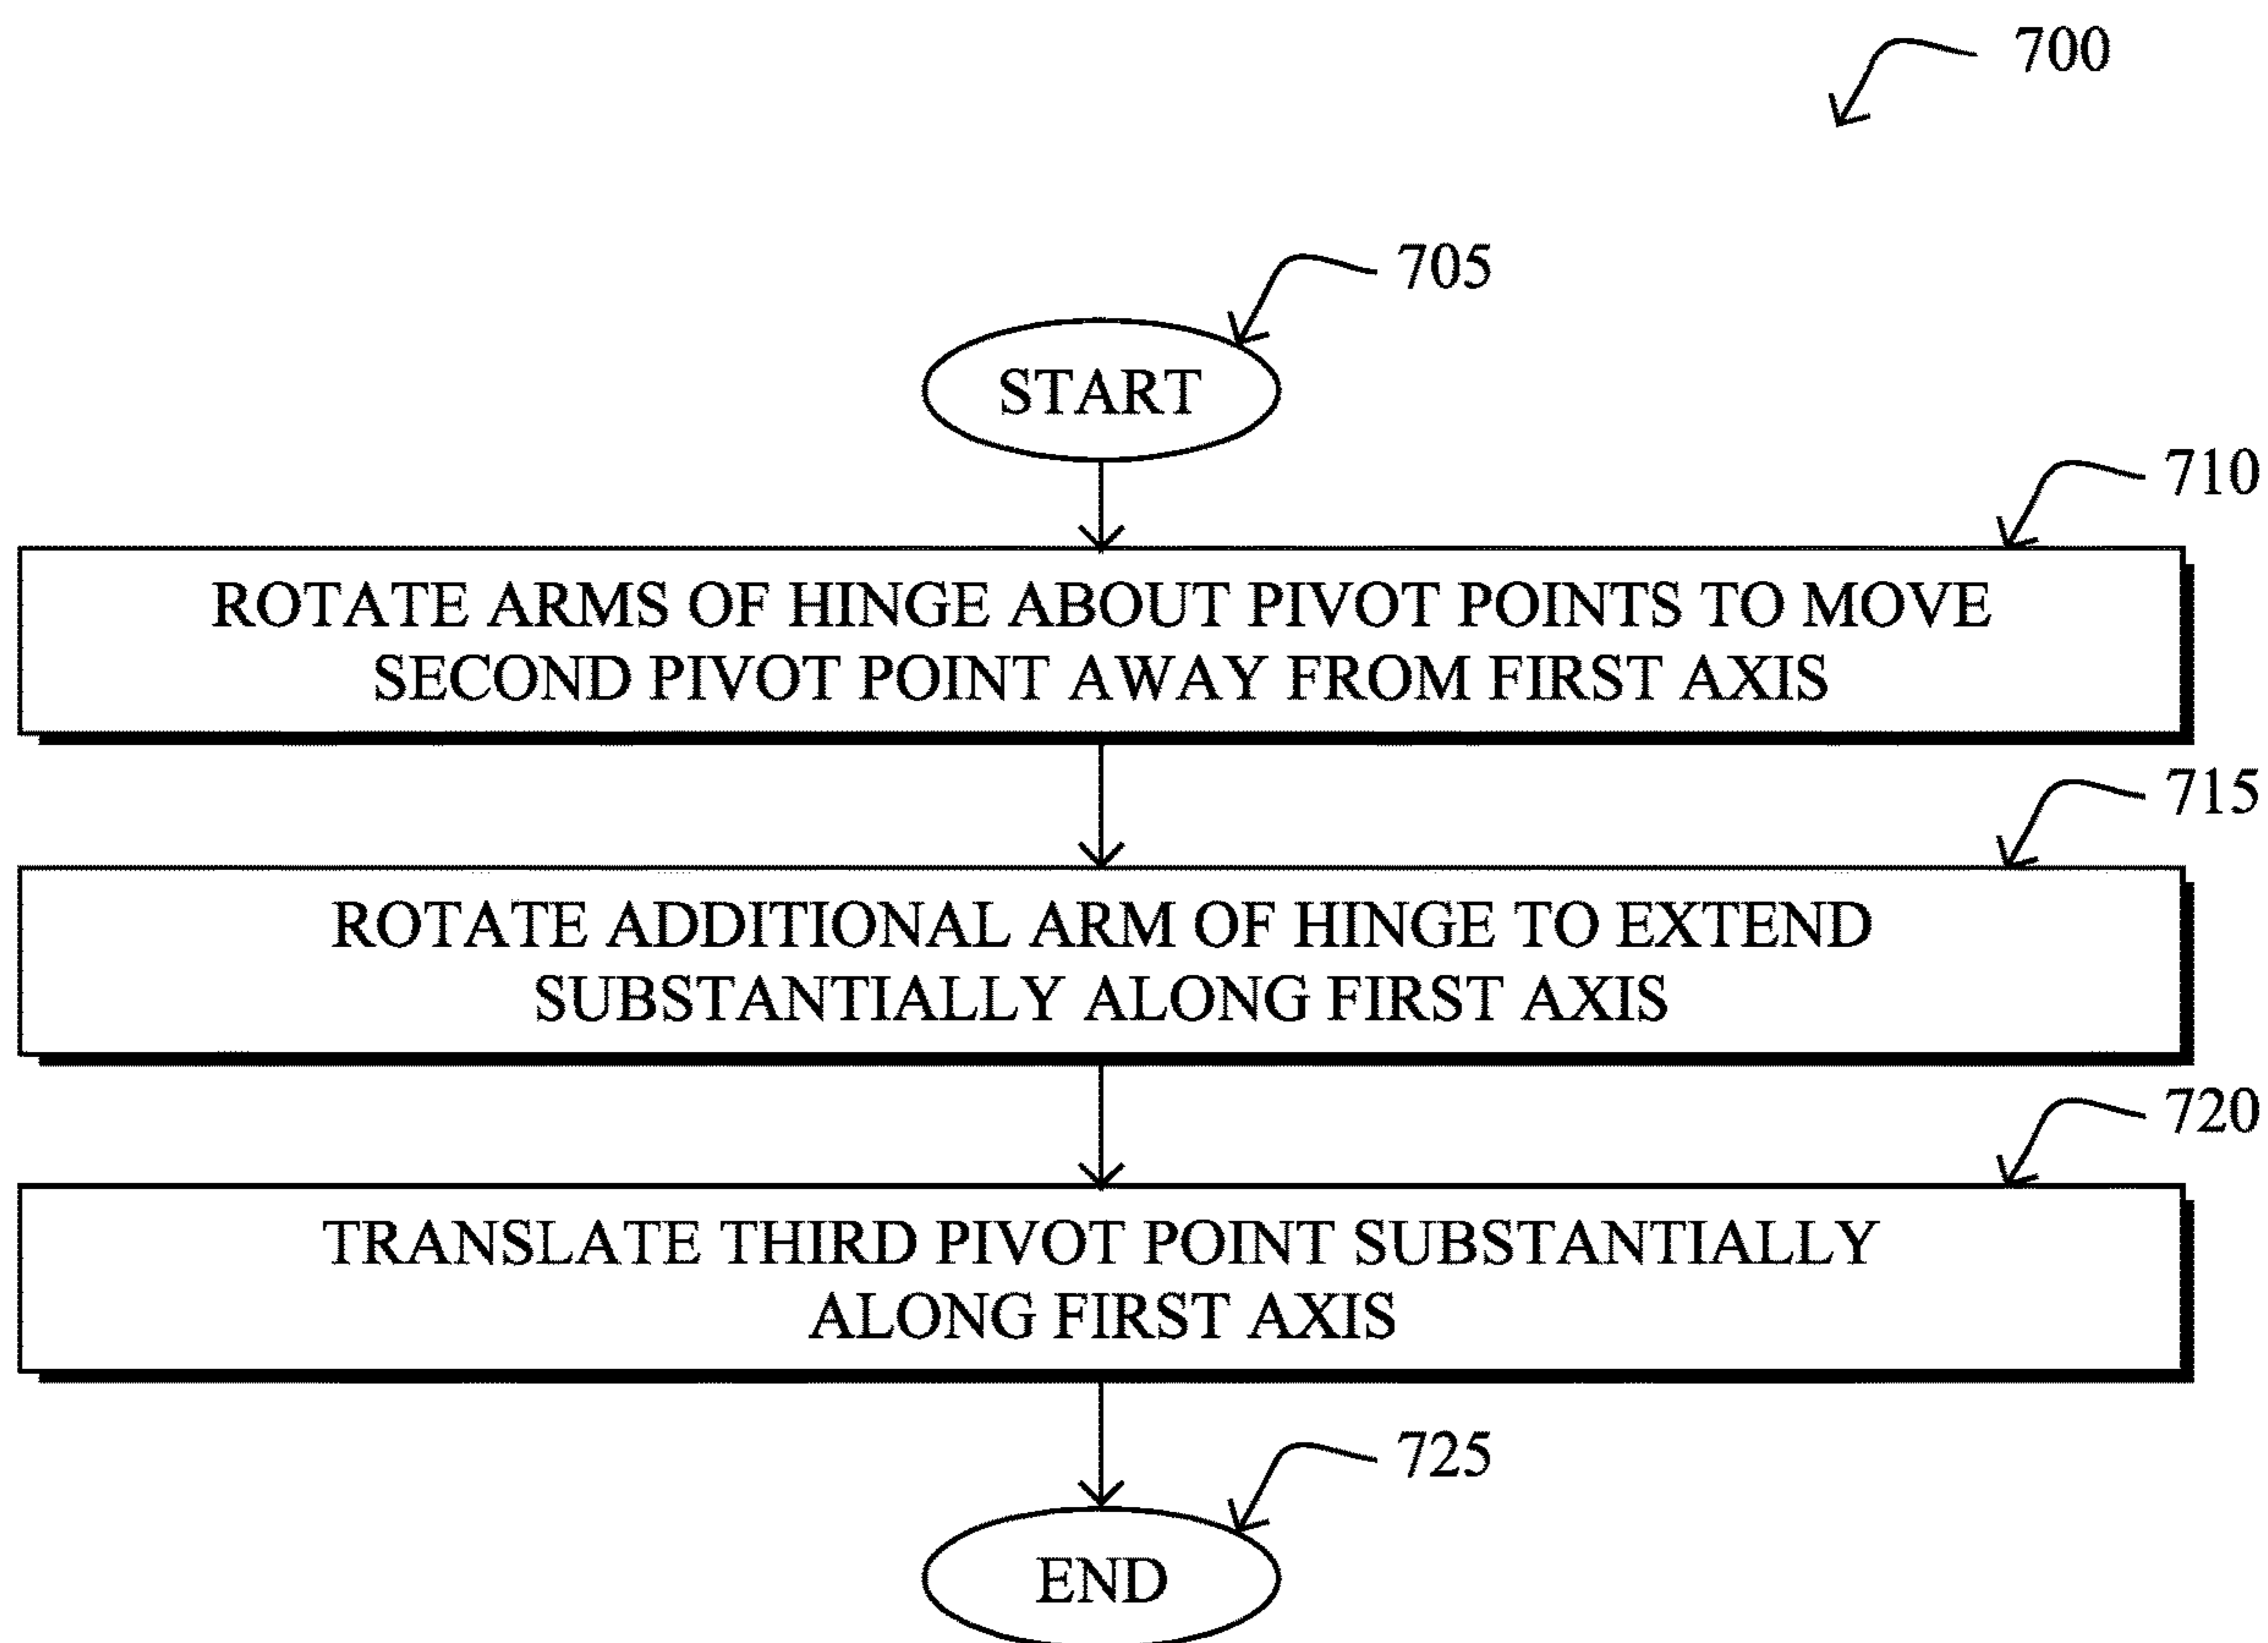 700
705
START
710
ROTATE ARMS OF HINGE ABOUT PIVOT POINTS TO MOVE
SECOND PIVOT POINT AWAY FROM FIRST AXIS
715
ROTATE ADDITIONAL ARM OF HINGE TO EXTEND
SUBSTANTIALLY ALONG FIRST AXIS
720
TRANSLATE THIRD PIVOT POINT SUBSTANTIALLY
ALONG FIRST AXIS
725
END